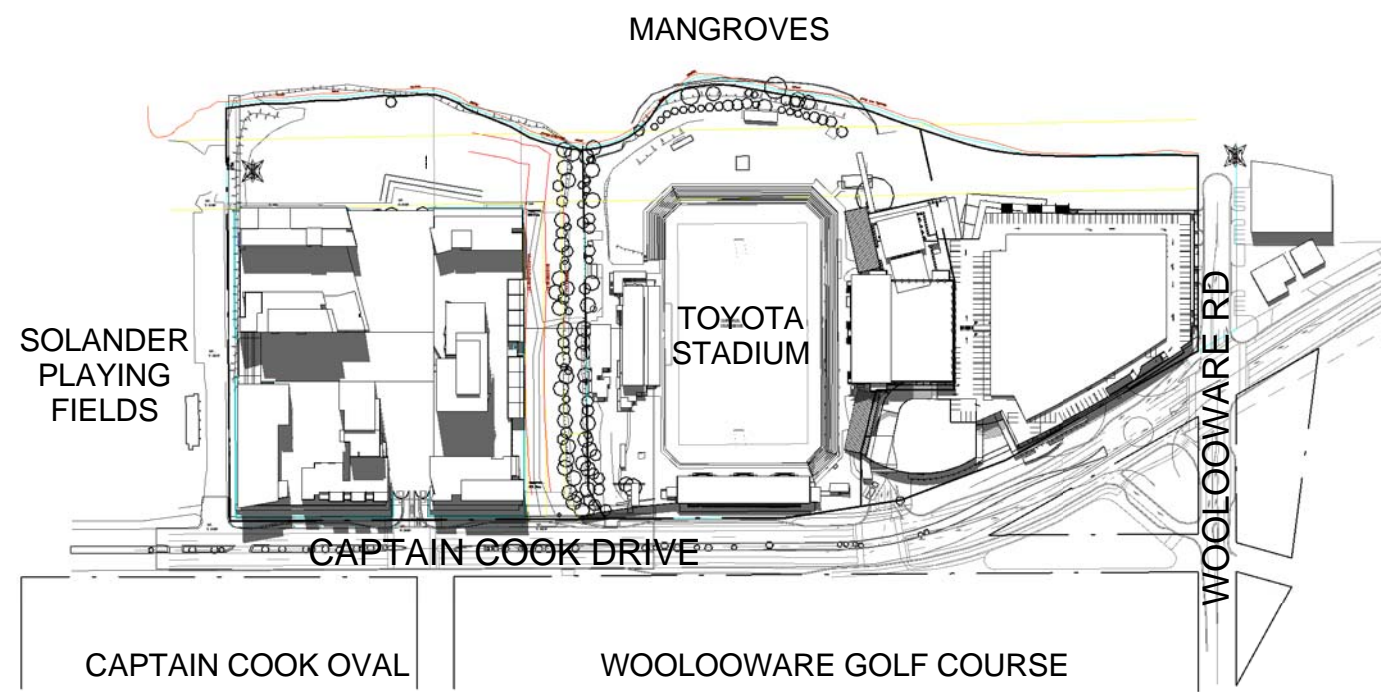 MANGROVES
SOLANDER
PLAYING
FIELDS
TOYOTA
STADIUM
WOOLOOWARE RD
CAPTAIN COOK DRIVE
CAPTAIN COOK OVAL
WOOLOOWARE GOLF COURSE